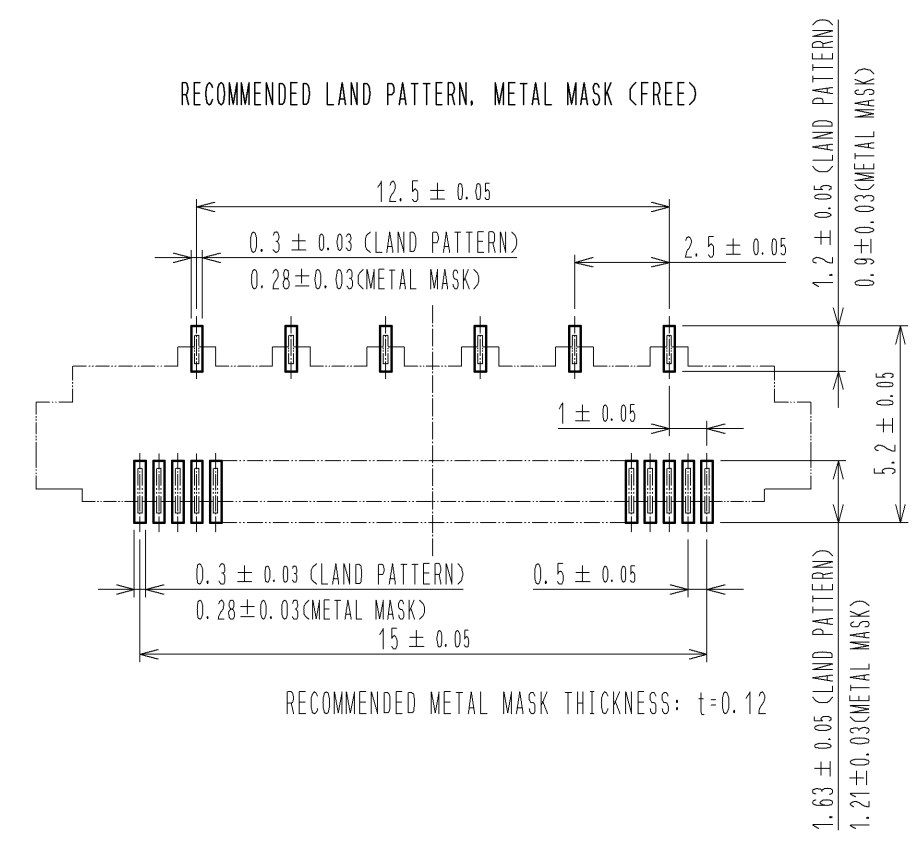 RECOMMENDED LAND PATTERN, METAL MASK (FREE)
12.5 ± 0.05
0.3 ± 0.03 (LAND PATTERN)
0.28±0.03(METAL MASK)
2.5 ± 0.05
1.2 ± 0.05 (LAND PATTERN)
0.9±0.03(METAL MASK)
1 ± 0.05
5.2 ± 0.05
0.3 ± 0.03 (LAND PATTERN)
0.28±0.03(METAL MASK)
0.5 ± 0.05
15 ± 0.05
1.63 ± 0.05 (LAND PATTERN)
1.21±0.03(METAL MASK)
RECOMMENDED METAL MASK THICKNESS: t=0.12